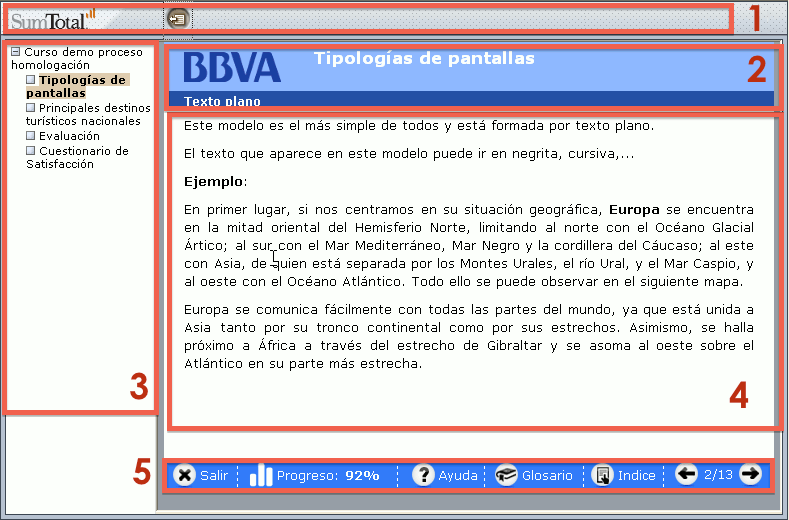 SumTotal.
1
Curso demo proceso
homologación
Tipologías de
pantallas
Principales destinos
turísticos nacionales
Evaluación
Cuestionario de
Satisfacción
3
BBVA
Tipologías de pantallas
2
Texto plano
Este modelo es el más simple de todos y está formada por texto plano.
El texto que aparece en este modelo puede ir en negrita, cursiva,...
Ejemplo:
En primer lugar, si nos centramos en su situación geográfica, Europa se encuentra
en la mitad oriental del Hemisferio Norte, limitando al norte con el Océano Glacial
Ártico; al sur con el Mar Mediterráneo, Mar Negro y la cordillera del Cáucaso; al este
con Asia, de quien está separada por los Montes Urales, el río Ural, y el Mar Caspio, y
al oeste con el Océano Atlántico. Todo ello se puede observar en el siguiente mapa.
Europa se comunica fácilmente con todas las partes del mundo, ya que está unida a
Asia tanto por su tronco continental como por sus estrechos. Asimismo, se halla
próximo a África a través del estrecho de Gibraltar y se asoma al oeste sobre el
Atlántico en su parte más estrecha.
4
5
Salir Progreso: 92% ? Ayuda Glosario Indice 2/13